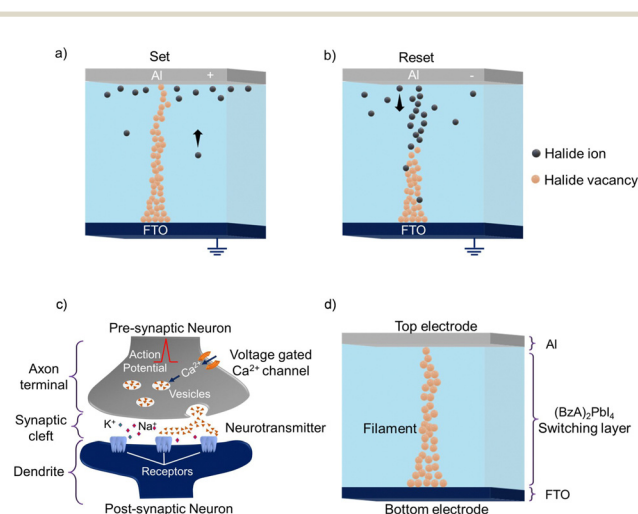 a)
Set
Al
+
FTO
b)
Reset
Al
-
FTO
Halide ion
Halide vacancy
c)
Pre-synaptic Neuron
Action
Potential
Ca²⁺
Vesicles
Voltage gated
Ca²⁺ channel
Axon
terminal
Synaptic
cleft
K⁺
Na⁺
Neurotransmitter
Dendrite
Receptors
Post-synaptic Neuron
d)
Top electrode
Al
Filament
(BzA)₂PbI₄
Switching layer
FTO
Bottom electrode